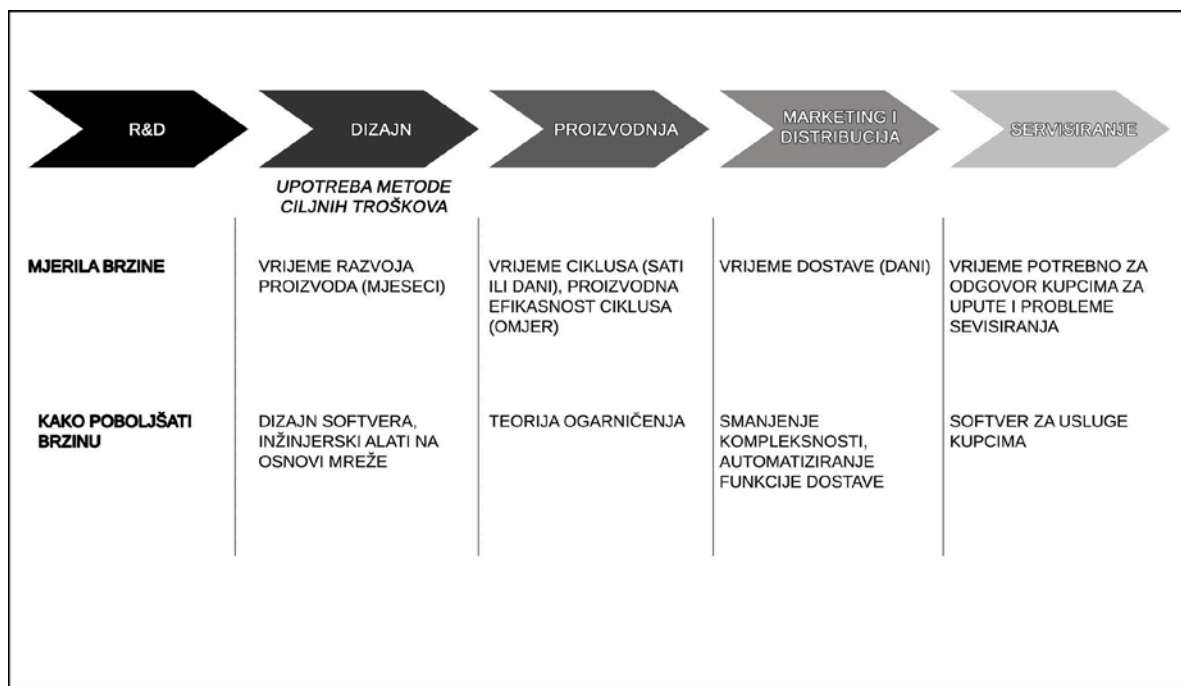 R&D
DIZAJN
PROIZVODNJA
MARKETING I
DISTRIBUCIJA
SERVISIRANJE
UPOTREBA METODE
CILJNIH TROŠKOVA
MJERILA BRZINE
VRIJEME RAZVOJA
PROIZVODA (MJESECI)
VRIJEME CIKLUSA (SATI
ILI DANI), PROIZVODNA
EFIKASNOST CIKLUSA
(OMJER)
VRIJEME DOSTAVE (DANI)
VRIJEME POTREBNO ZA
ODGOVOR KUPCIMA ZA
UPUTE I PROBLEME
SEVISIRANJA
KAKO POBOLJŠATI
BRZINU
DIZAJN SOFTVERA,
INŽINJERSKI ALATI NA
OSNOVI MREŽE
TEORIJA OGARNIČENJA
SMANJENJE
KOMPLEKSNOSTI,
AUTOMATIZIRANJE
FUNKCIJE DOSTAVE
SOFTVER ZA USLUGE
KUPCIMA